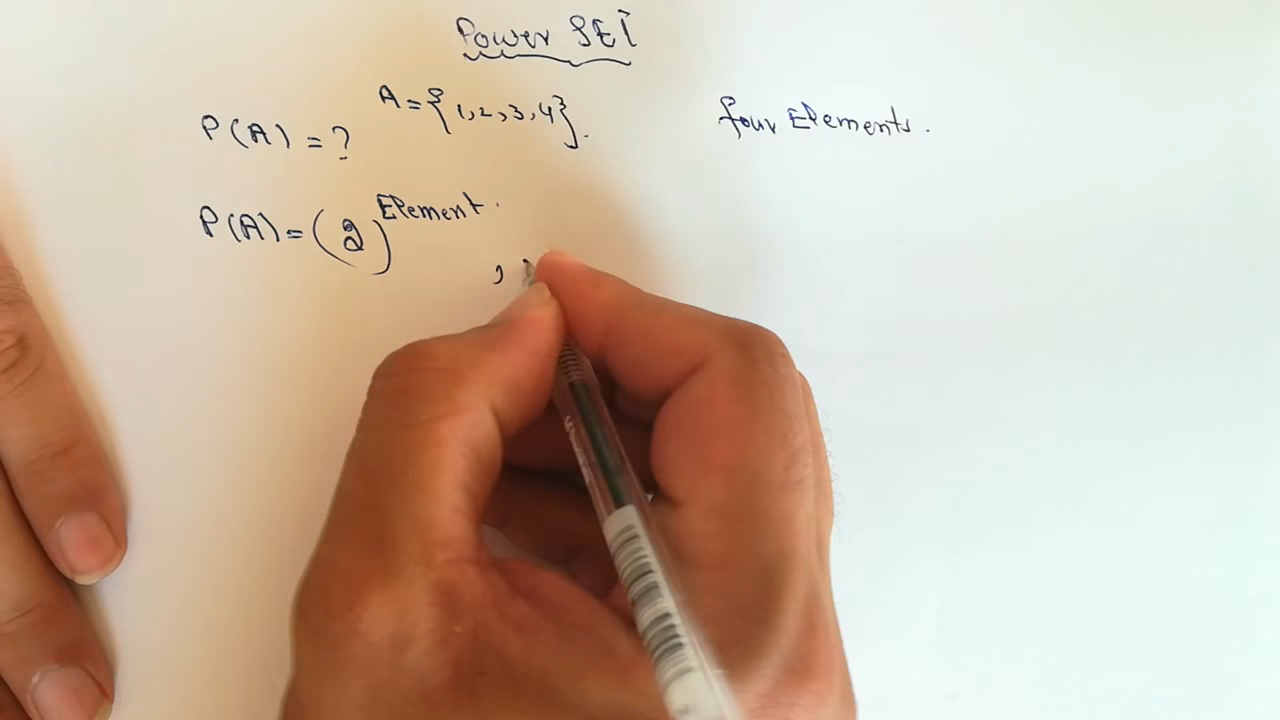 Power SET
A = {1,2,3,4}.
four Elements.
P(A) = ?
P(A) = (2)^Element.
,